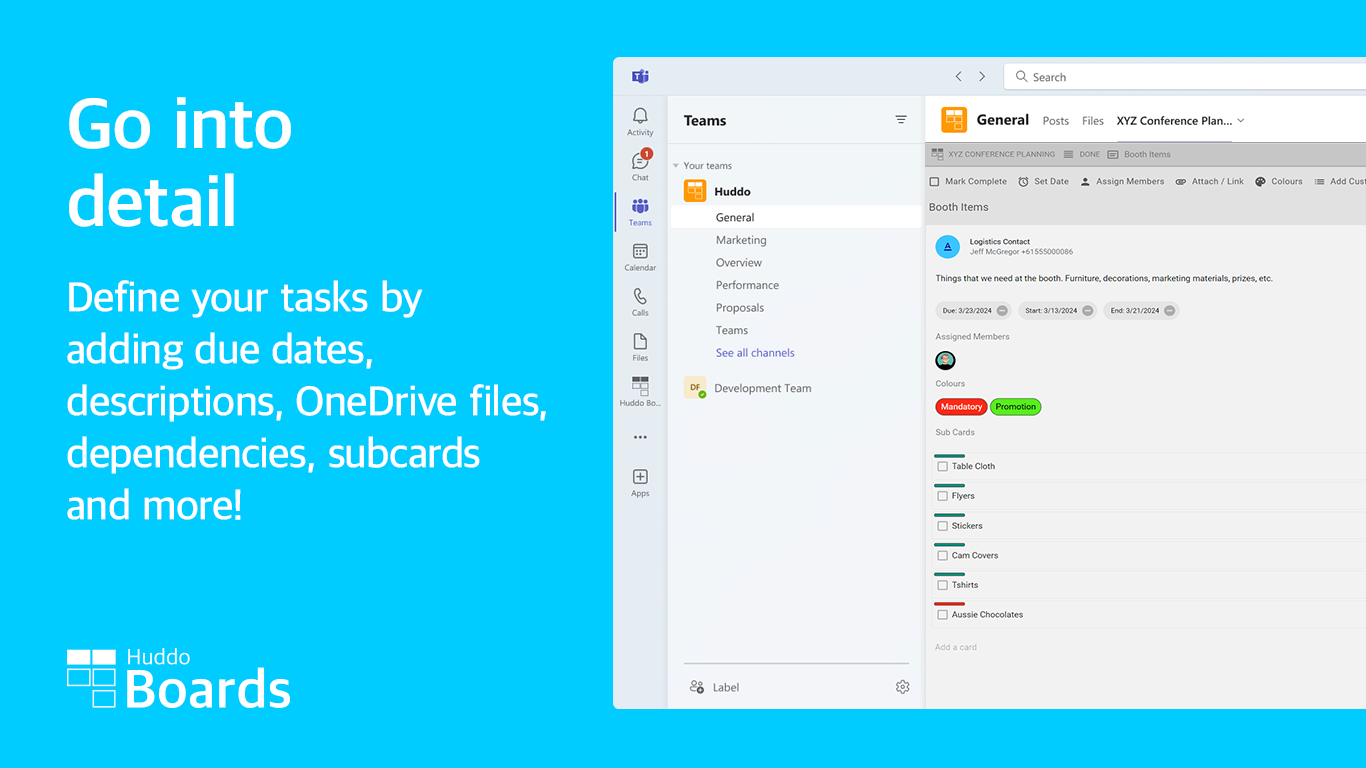 Go into
detail
Define your tasks by
adding due dates,
descriptions, OneDrive files,
dependencies, subcards
and more!
Huddo
Boards
Search
Activity
1
Chat
Teams
Calendar
Calls
Files
Huddo Bo...
Apps
Teams
Your teams
Huddo
General
Marketing
Overview
Performance
Proposals
Teams
See all channels
DF
Development Team
Label
General Posts Files XYZ Conference Plan...
XYZ CONFERENCE PLANNING DONE Booth Items
Mark Complete Set Date Assign Members Attach / Link Colours Add Cust
Booth Items
A
Logistics Contact
Jeff McGregor +61555000086
Things that we need at the booth. Furniture, decorations, marketing materials, prizes, etc.
Due: 3/23/2024 Start: 3/13/2024 End: 3/21/2024
Assigned Members
Colours
Mandatory Promotion
Sub Cards
Table Cloth
Flyers
Stickers
Cam Covers
Tshirts
Aussie Chocolates
Add a card